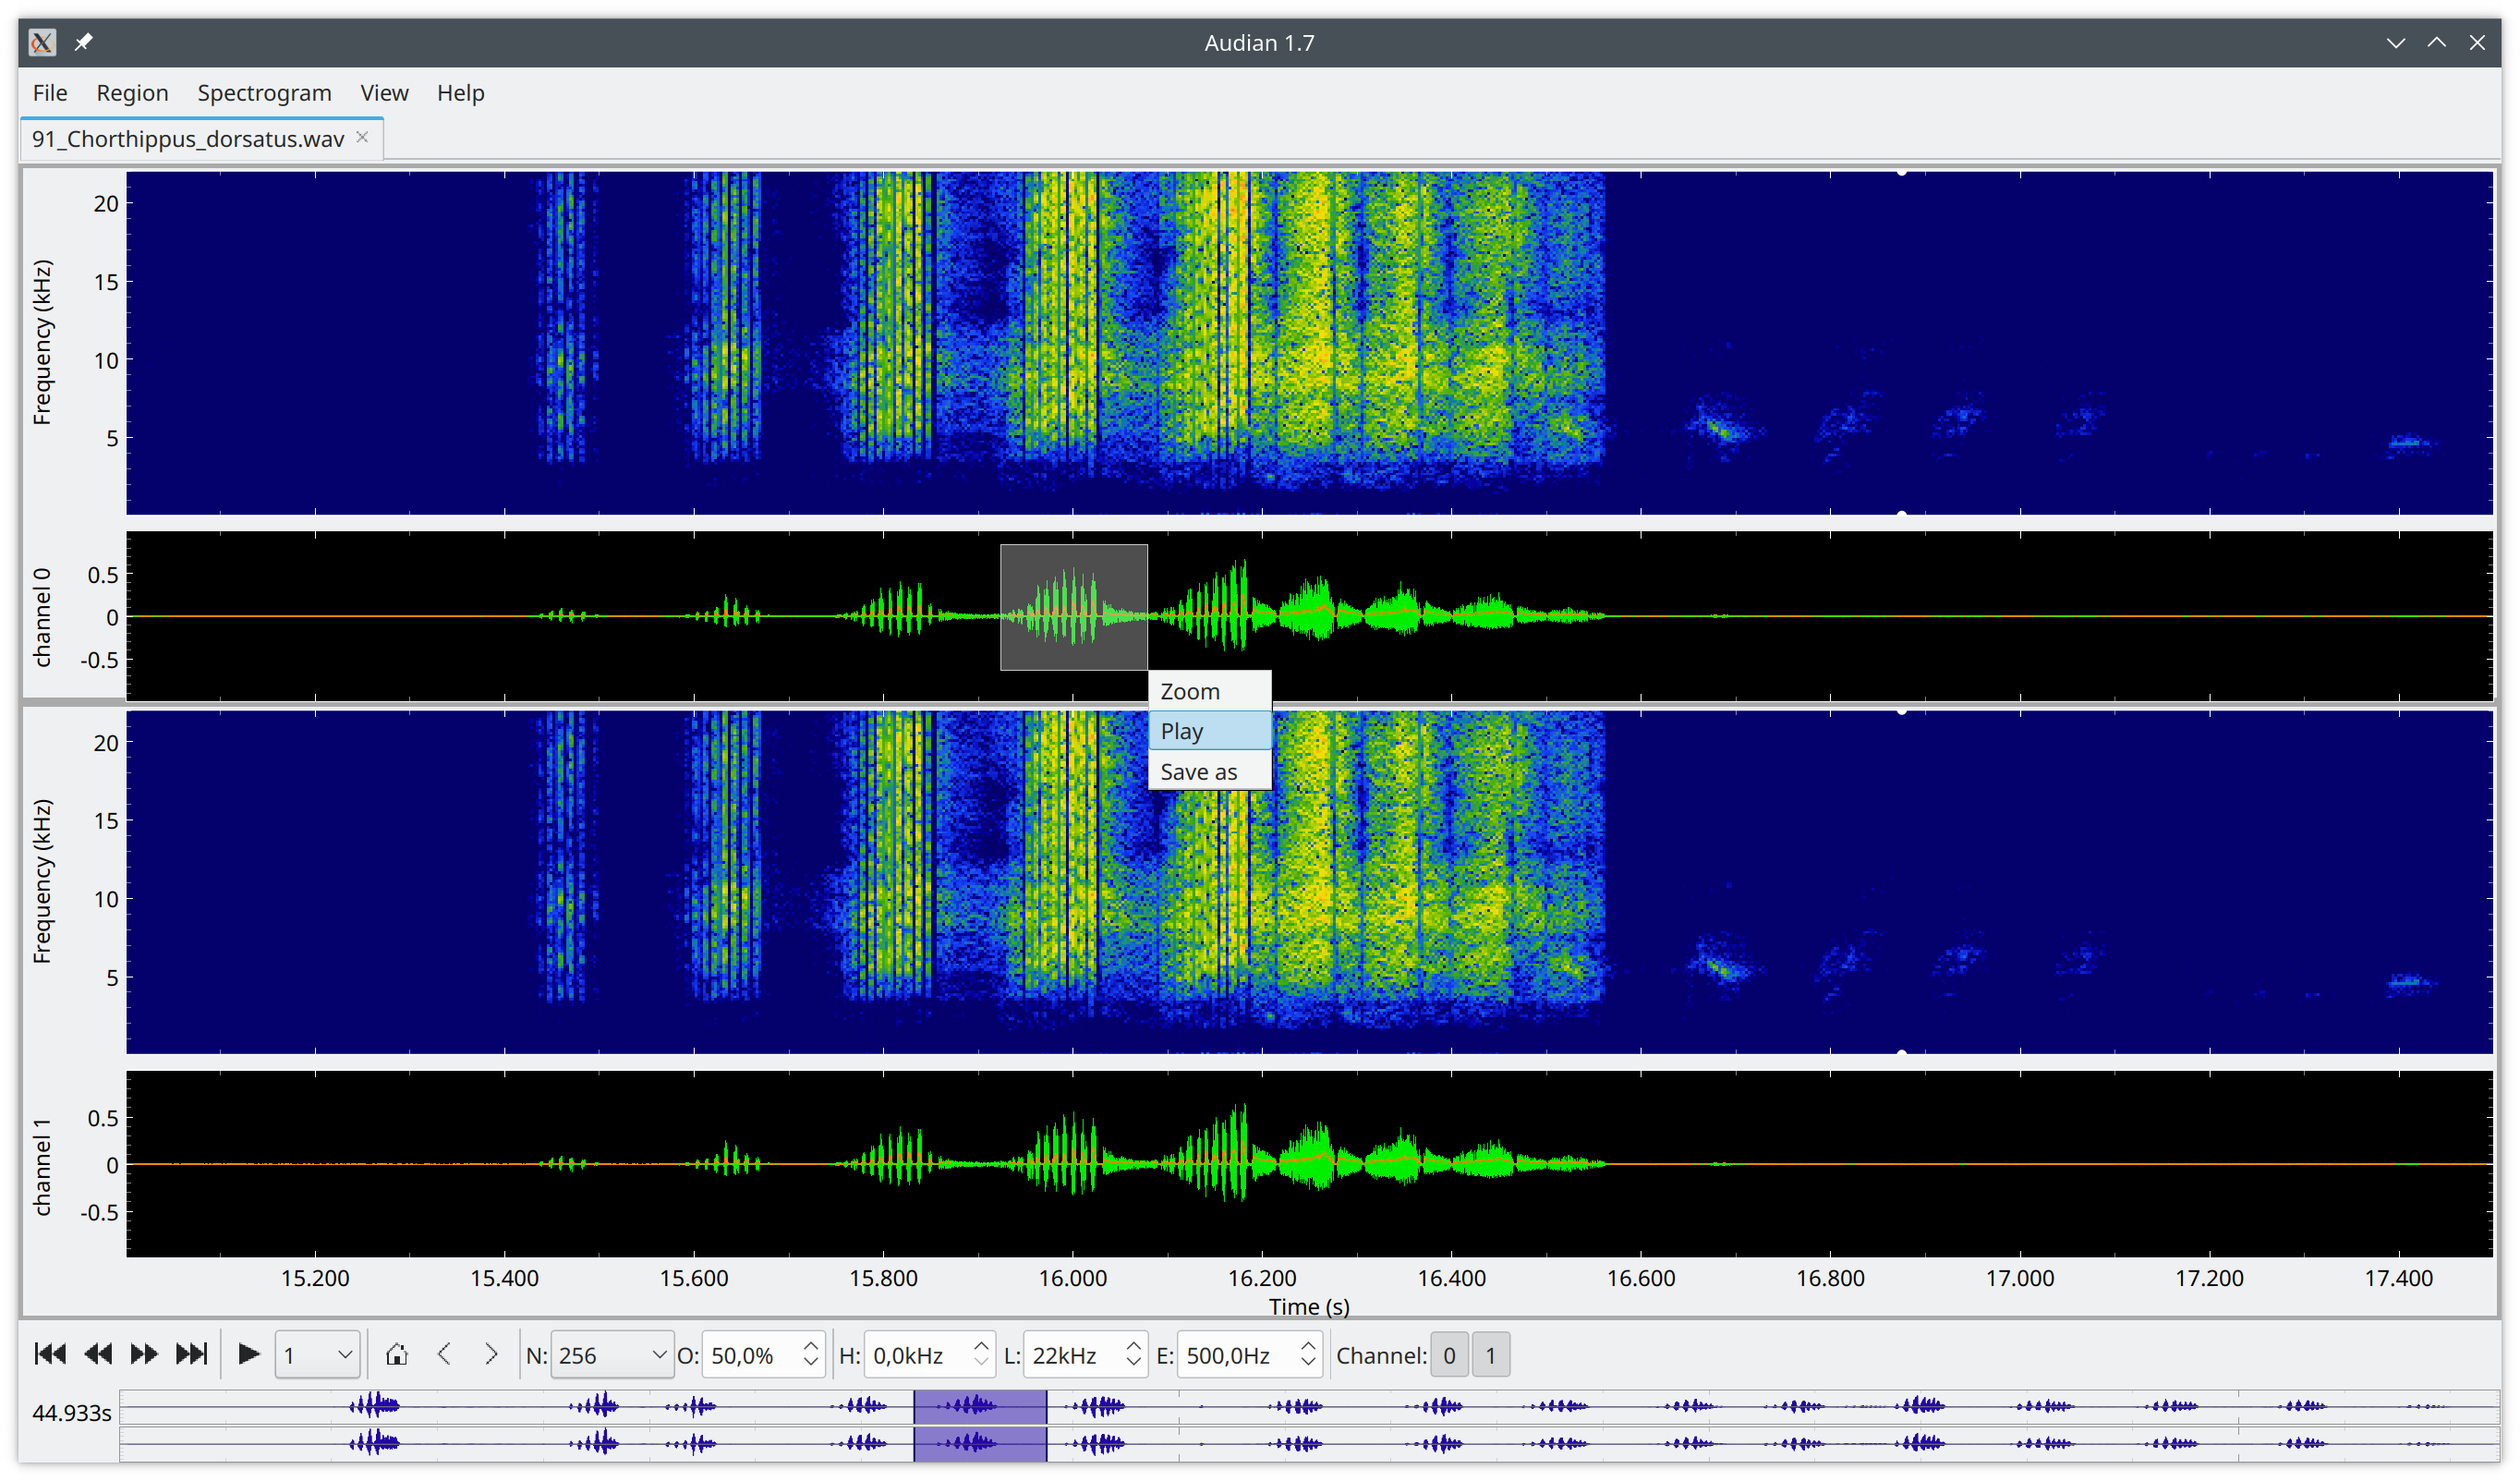 Audian 1.7
File Region Spectrogram View Help
91_Chorthippus_dorsatus.wav
Frequency (kHz)
20
15
10
5
channel 0
0.5
0
-0.5
Zoom
Play
Save as
Frequency (kHz)
20
15
10
5
channel 1
0.5
0
-0.5
15.200 15.400 15.600 15.800 16.000 16.200 16.400 16.600 16.800 17.000 17.200 17.400
Time (s)
1 N: 256 O: 50,0% H: 0,0kHz L: 22kHz E: 500,0Hz Channel: 0 1
44.933s